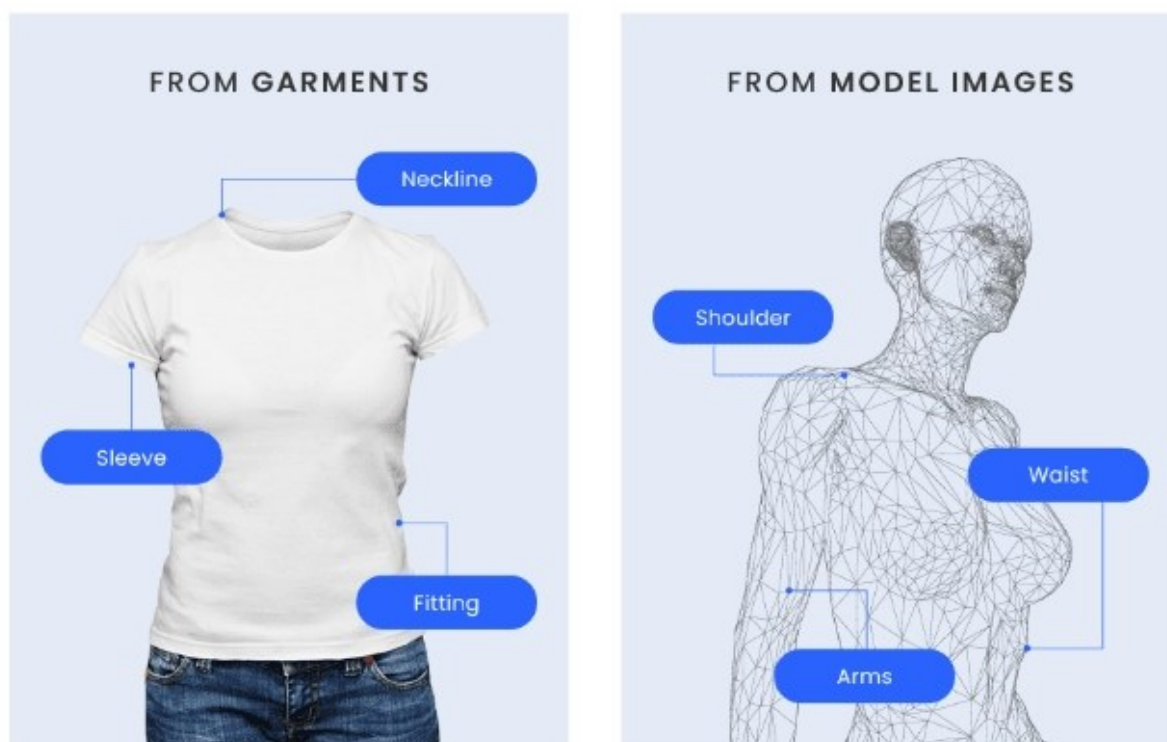 FROM GARMENTS
Neckline
Sleeve
Fitting
FROM MODEL IMAGES
Shoulder
Waist
Arms